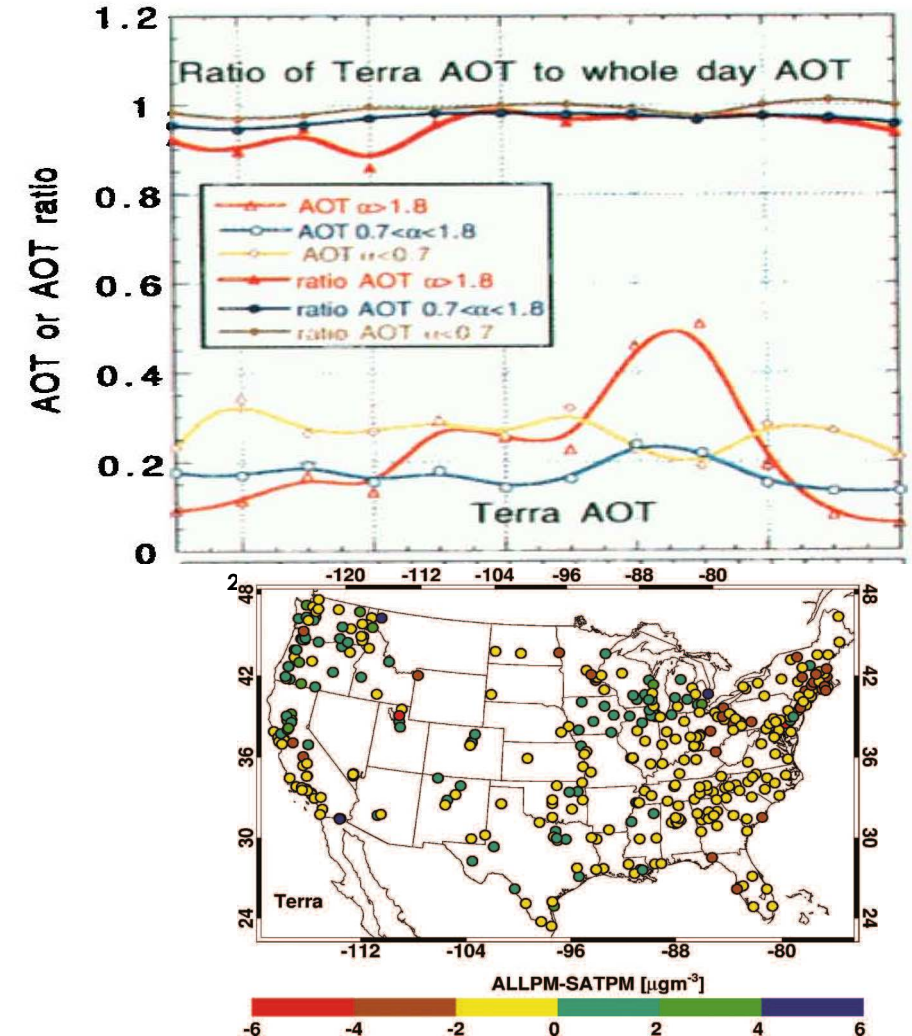 1.2
Ratio of Terra AOT to whole day AOT
1
0.8
AOT α>1.8
AOT 0.7<α<1.8
AOT α<0.7
ratio AOT α>1.8
ratio AOT 0.7<α<1.8
ratio AOT α<0.7
AOT or AOT ratio
0.6
0.4
0.2
Terra AOT
0
2
-120 -112 -104 -96 -88 -80
48 48
42 42
36 36
30 30
24 24
Terra
-112 -104 -96 -88 -80
ALLPM-SATPM [µgm-3]
-6 -4 -2 0 2 4 6